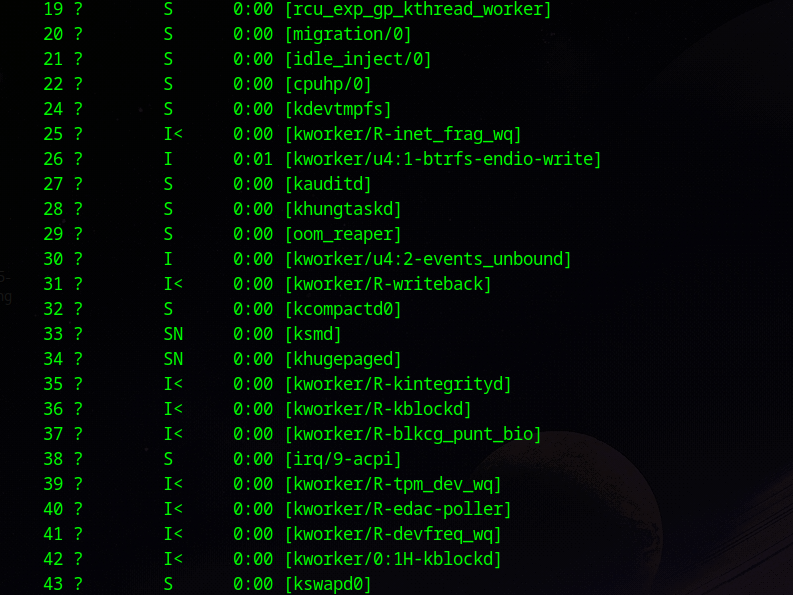 19 ? S 0:00 [rcu_exp_gp_kthread_worker]
20 ? S 0:00 [migration/0]
21 ? S 0:00 [idle_inject/0]
22 ? S 0:00 [cpuhp/0]
24 ? S 0:00 [kdevtmpfs]
25 ? I< 0:00 [kworker/R-inet_frag_wq]
26 ? I 0:01 [kworker/u4:1-btrfs-endio-write]
27 ? S 0:00 [kauditd]
28 ? S 0:00 [khungtaskd]
29 ? S 0:00 [oom_reaper]
30 ? I 0:00 [kworker/u4:2-events_unbound]
31 ? I< 0:00 [kworker/R-writeback]
32 ? S 0:00 [kcompactd0]
33 ? SN 0:00 [ksmd]
34 ? SN 0:00 [khugepaged]
35 ? I< 0:00 [kworker/R-kintegrityd]
36 ? I< 0:00 [kworker/R-kblockd]
37 ? I< 0:00 [kworker/R-blkcg_punt_bio]
38 ? S 0:00 [irq/9-acpi]
39 ? I< 0:00 [kworker/R-tpm_dev_wq]
40 ? I< 0:00 [kworker/R-edac-poller]
41 ? I< 0:00 [kworker/R-devfreq_wq]
42 ? I< 0:00 [kworker/0:1H-kblockd]
43 ? S 0:00 [kswapd0]